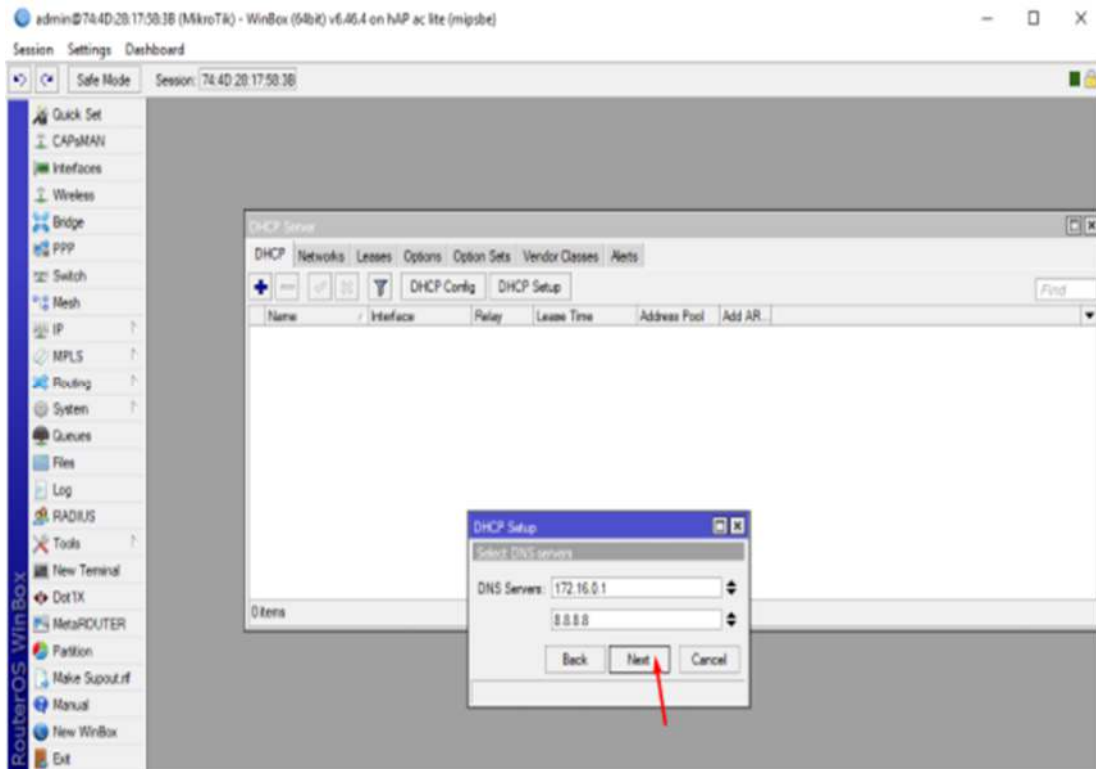 admin@74:4D:28:17:58:3B (MikroTik) - WinBox (64bit) v6.46.4 on hAP ac lite (mipsbe)
Session Settings Dashboard
Safe Mode Session: 74:4D:28:17:58:3B
Quick Set
CAPsMAN
Interfaces
Wireless
Bridge
PPP
Switch
Mesh
IP
MPLS
Routing
System
Queues
Files
Log
RADIUS
Tools
New Terminal
Dot1X
MetaROUTER
Partition
Make Supout.rif
Manual
New WinBox
Exit
RouterOS WinBox
DHCP Server
DHCP Networks Leases Options Option Sets Vendor Classes Alerts
DHCP Config DHCP Setup Find
Name Interface Relay Lease Time Address Pool Add AR...
0 items
DHCP Setup
Select DNS servers
DNS Servers: 172.16.0.1
8.8.8.8
Back Next Cancel